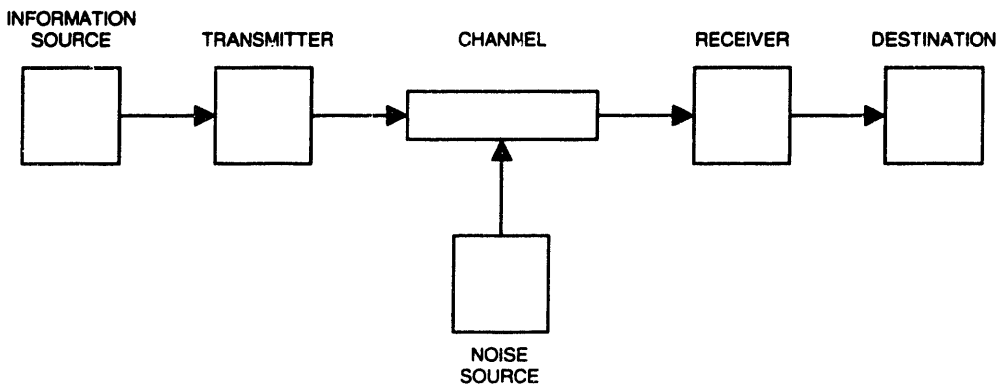 INFORMATION
SOURCE
TRANSMITTER
CHANNEL
RECEIVER
DESTINATION
NOISE
SOURCE